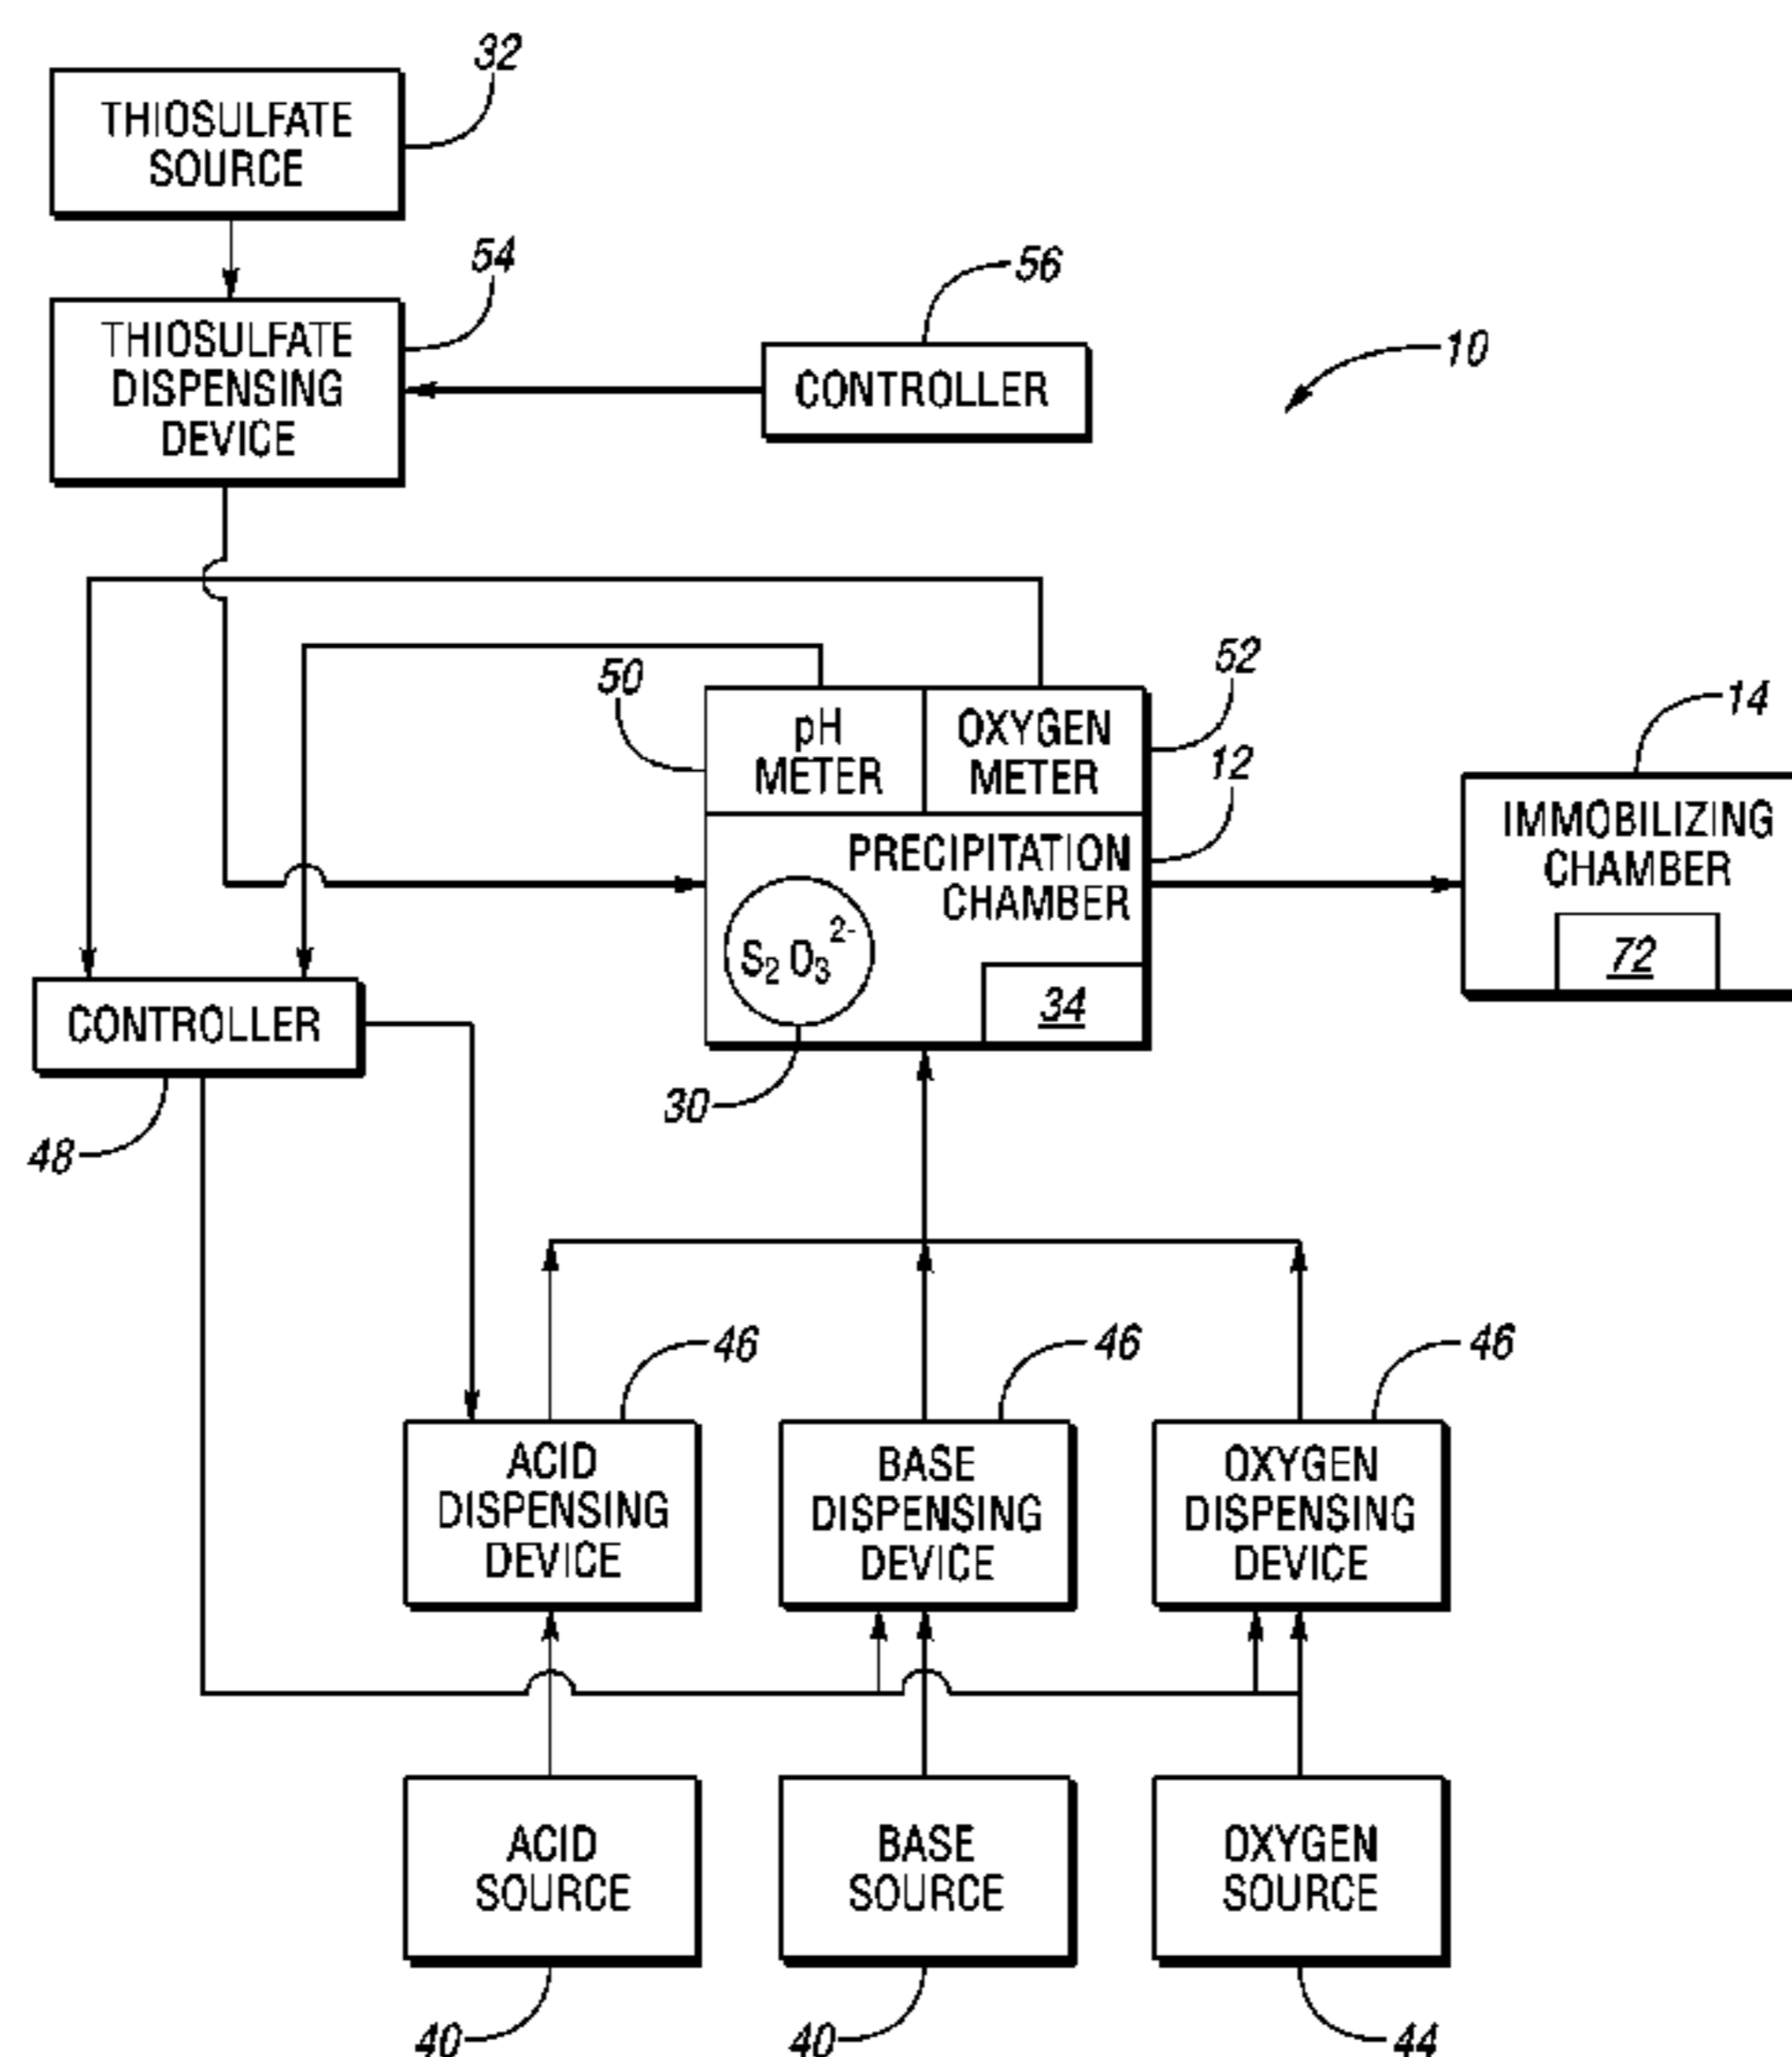 32
THIOSULFATE
SOURCE
54
THIOSULFATE
DISPENSING
DEVICE
56
CONTROLLER
10
50
pH
METER
OXYGEN
METER
52
12
PRECIPITATION
CHAMBER
S2 O3 2-
34
30
14
IMMOBILIZING
CHAMBER
72
CONTROLLER
48
46
46
46
ACID
DISPENSING
DEVICE
BASE
DISPENSING
DEVICE
OXYGEN
DISPENSING
DEVICE
ACID
SOURCE
BASE
SOURCE
OXYGEN
SOURCE
40
40
44